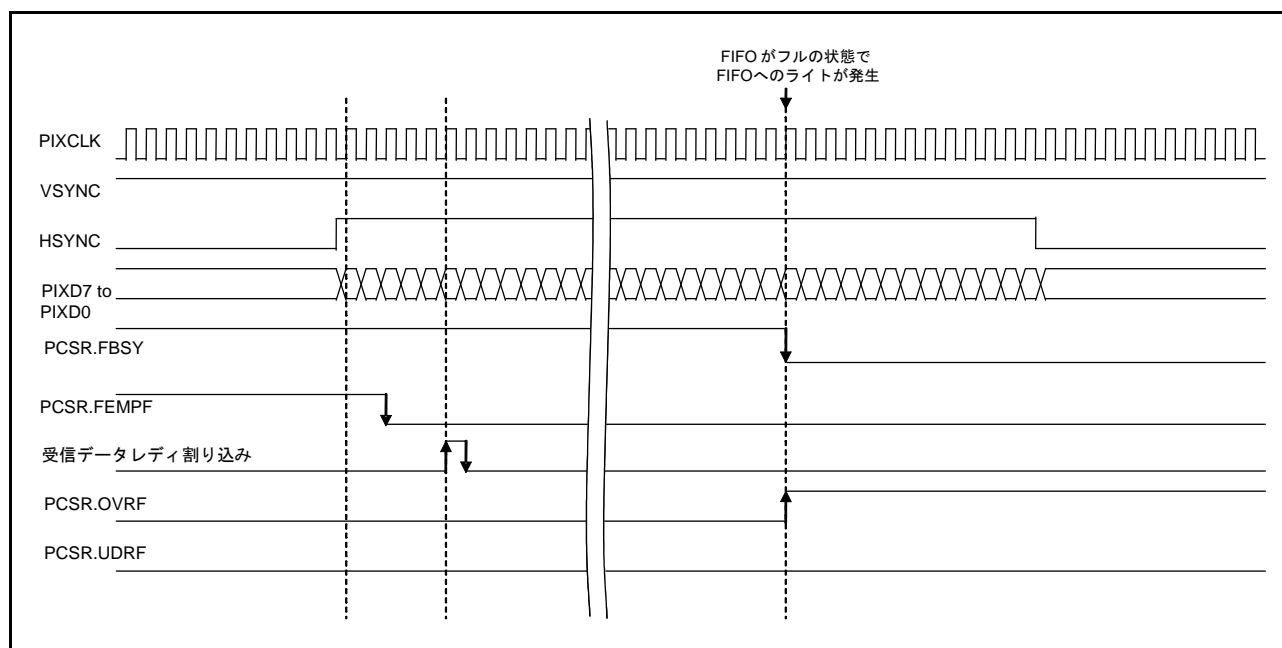 FIFO がフルの状態で
FIFOへのライトが発生
PIXCLK
VSYNC
HSYNC
PIXD7 to
PIXD0
PCSR.FBSY
PCSR.FEMPF
受信データレディ割り込み
PCSR.OVRF
PCSR.UDRF